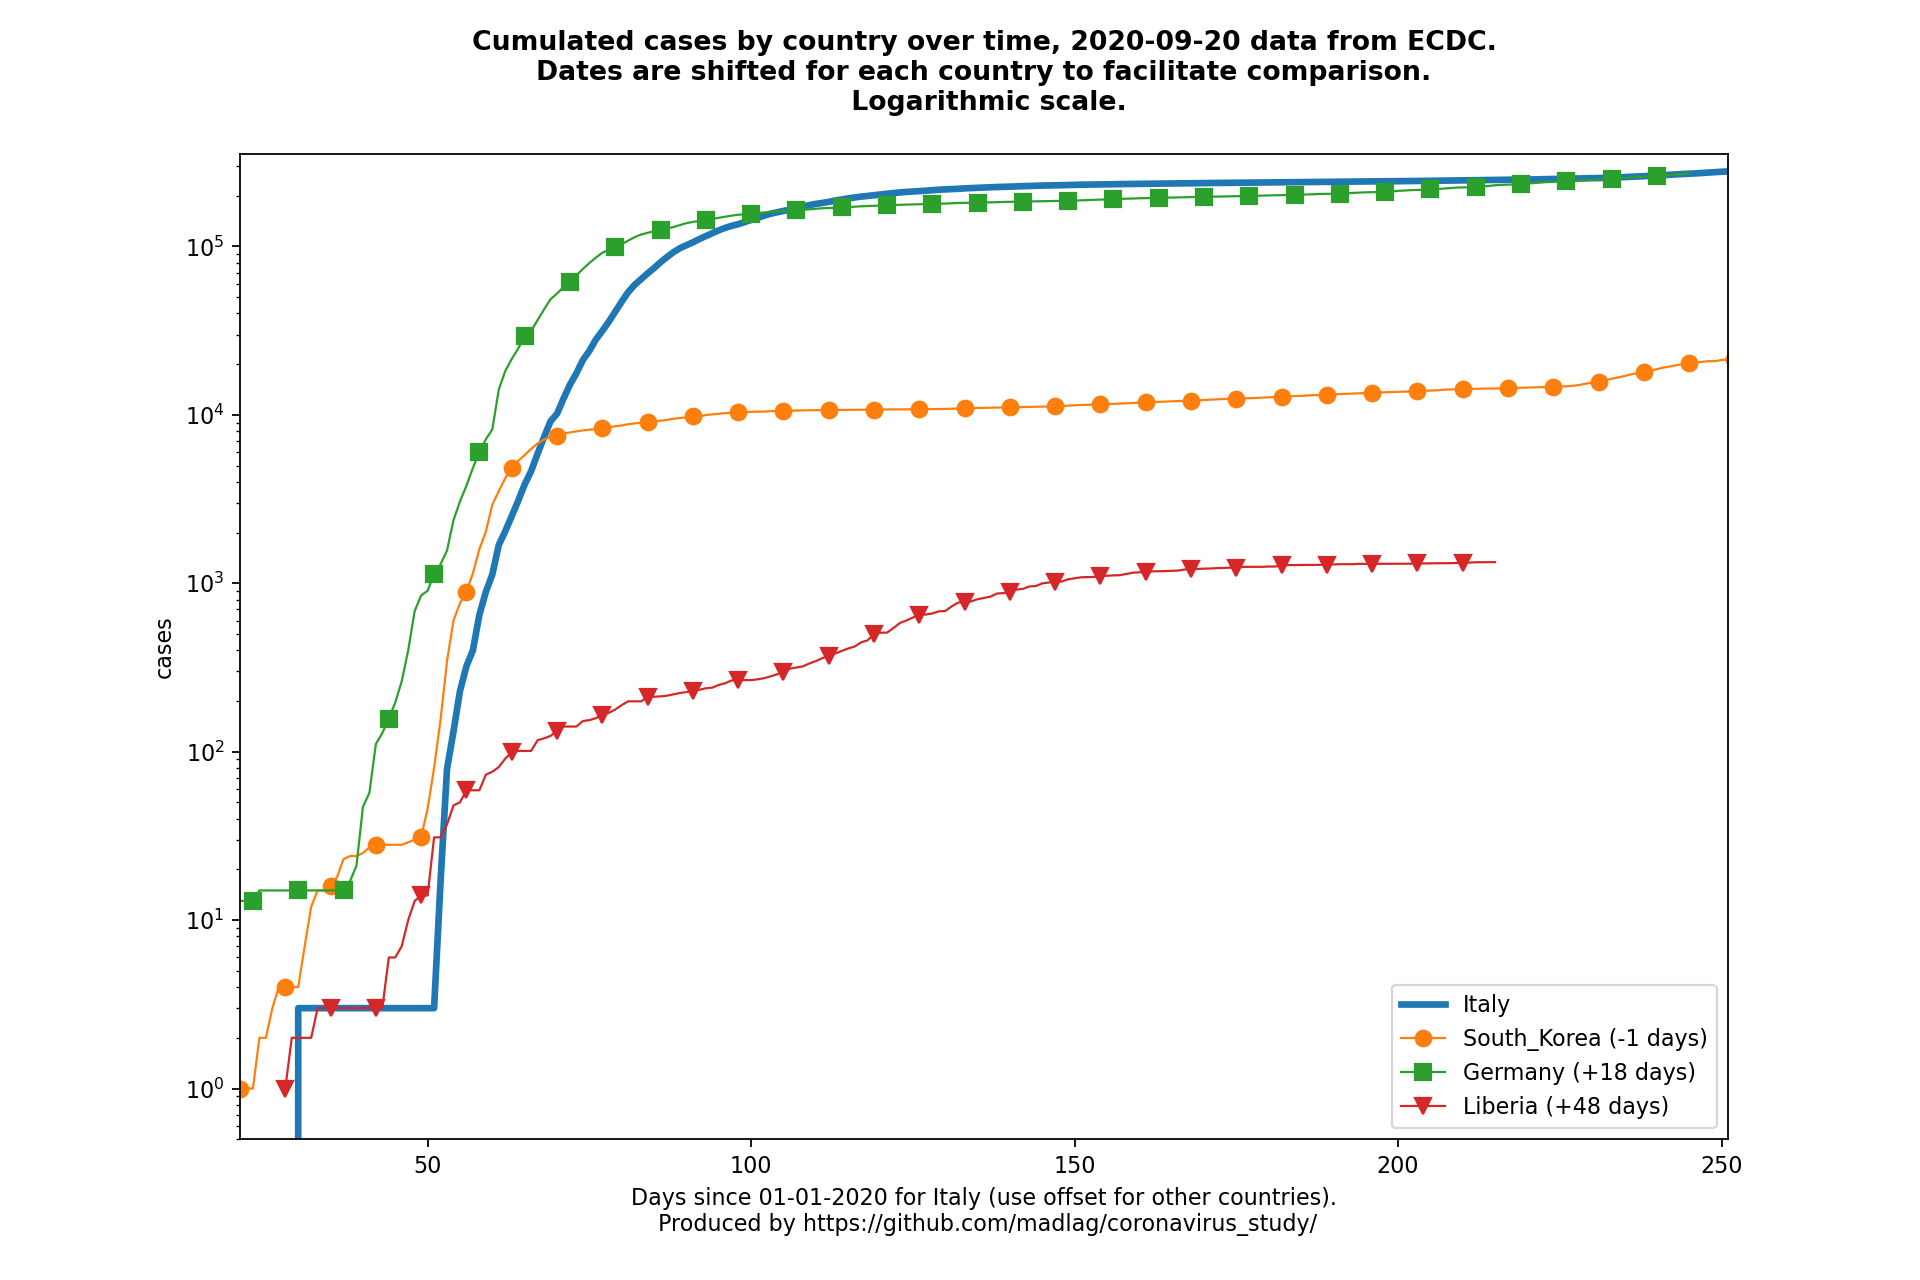 Cumulated cases by country over time, 2020-09-20 data from ECDC.
Dates are shifted for each country to facilitate comparison.
Logarithmic scale.
10^5
10^4
10^3
10^2
10^1
10^0
cases
Italy
South_Korea (-1 days)
Germany (+18 days)
Liberia (+48 days)
50 100 150 200 250
Days since 01-01-2020 for Italy (use offset for other countries).
Produced by https://github.com/madlag/coronavirus_study/